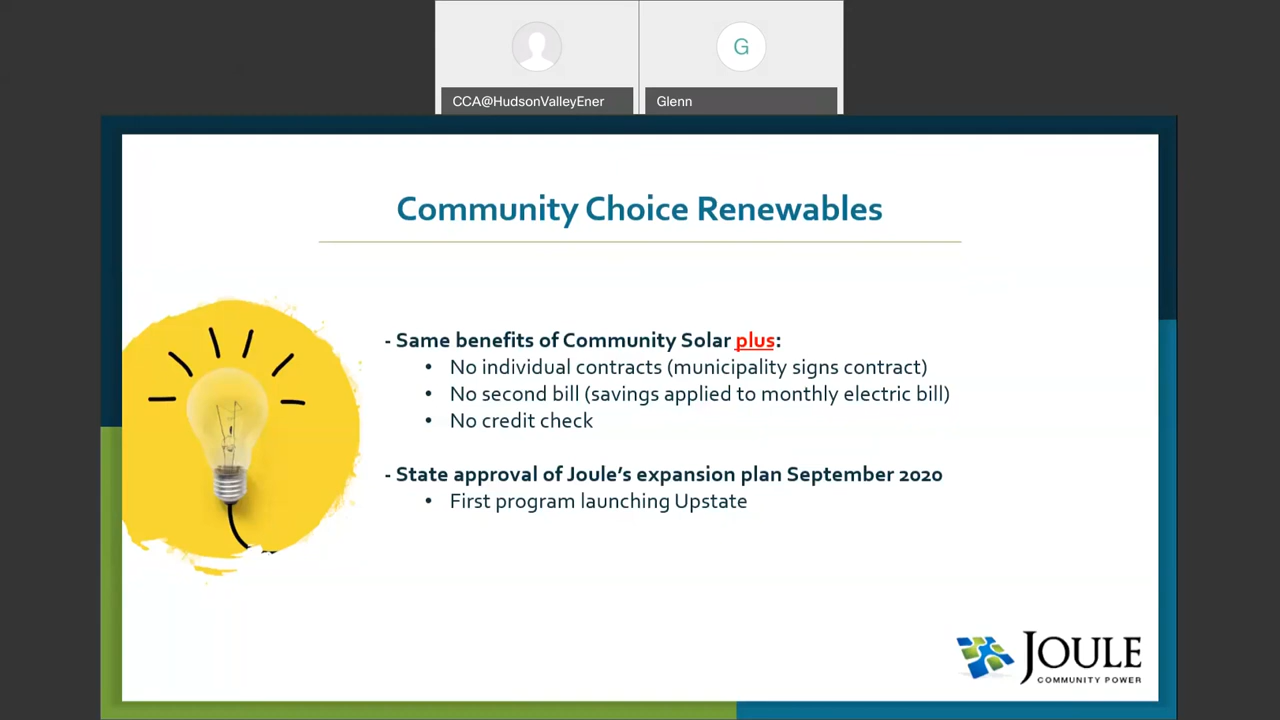 G
CCA@HudsonValleyEner
Glenn
Community Choice Renewables
- Same benefits of Community Solar plus:
• No individual contracts (municipality signs contract)
• No second bill (savings applied to monthly electric bill)
• No credit check
- State approval of Joule's expansion plan September 2020
• First program launching Upstate
JOULE
COMMUNITY POWER